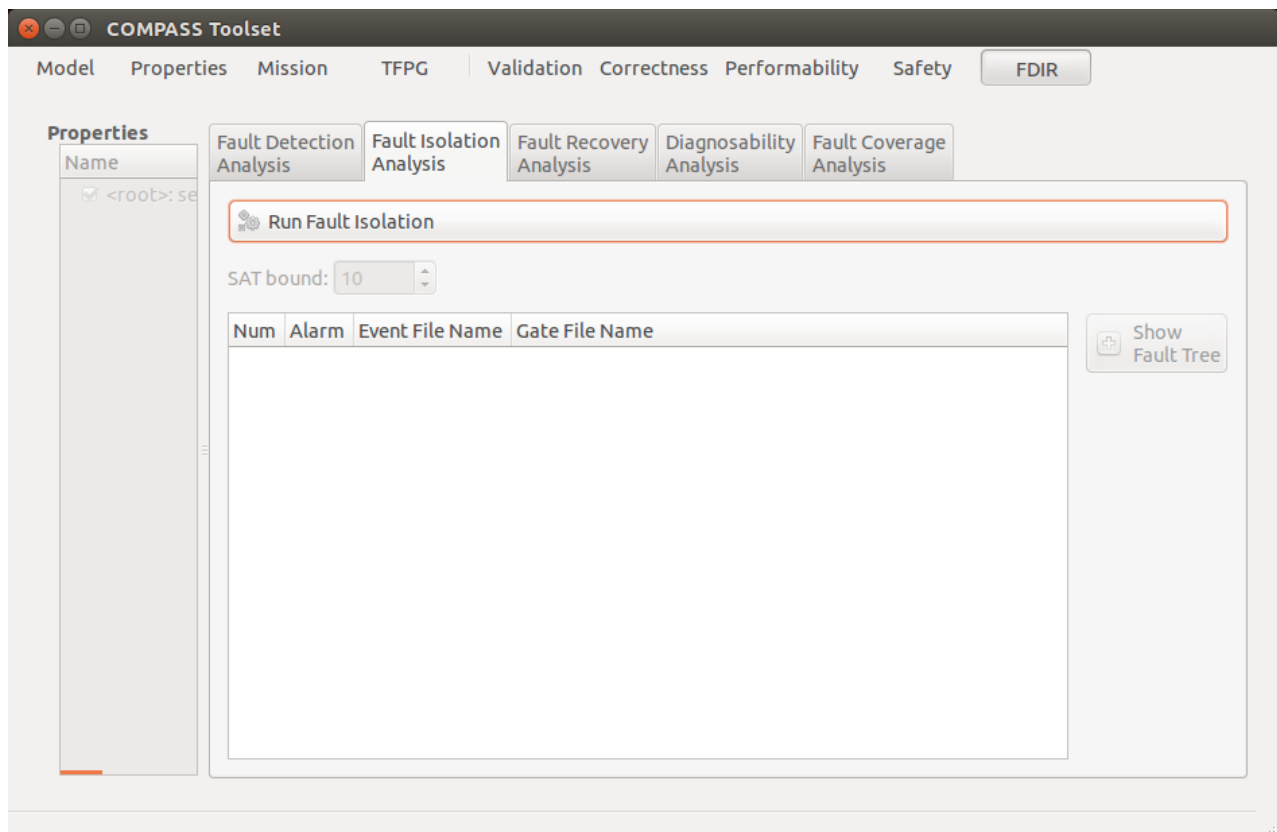 COMPASS Toolset
Model Properties Mission TFPG Validation Correctness Performability Safety FDIR
Properties
Name
<root>: se
Fault Detection
Analysis
Fault Isolation
Analysis
Fault Recovery
Analysis
Diagnosability
Analysis
Fault Coverage
Analysis
Run Fault Isolation
SAT bound: 10
Num Alarm Event File Name Gate File Name
Show
Fault Tree